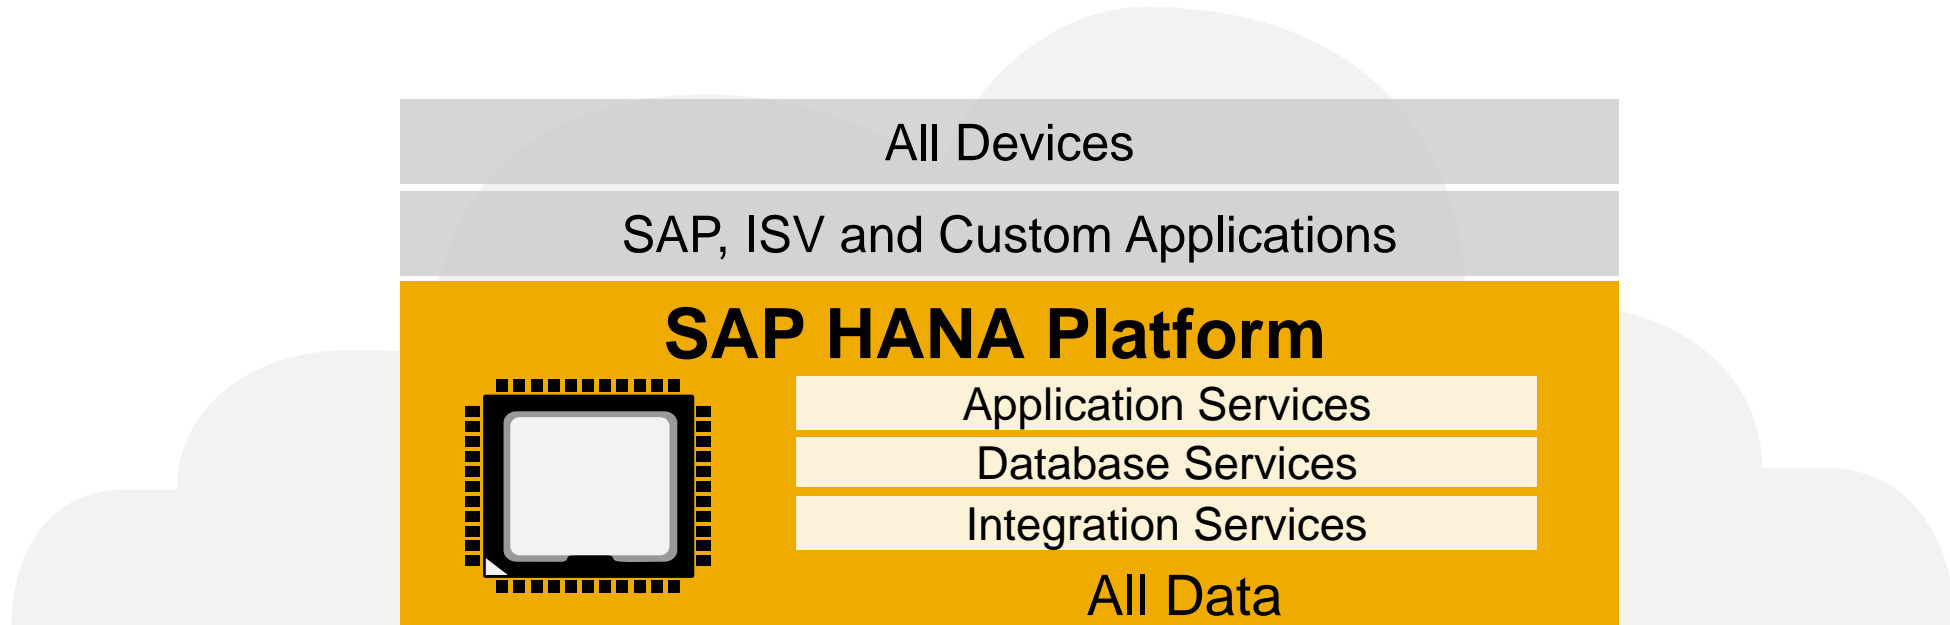 All Devices
SAP, ISV and Custom Applications
SAP HANA Platform
Application Services
Database Services
Integration Services
All Data